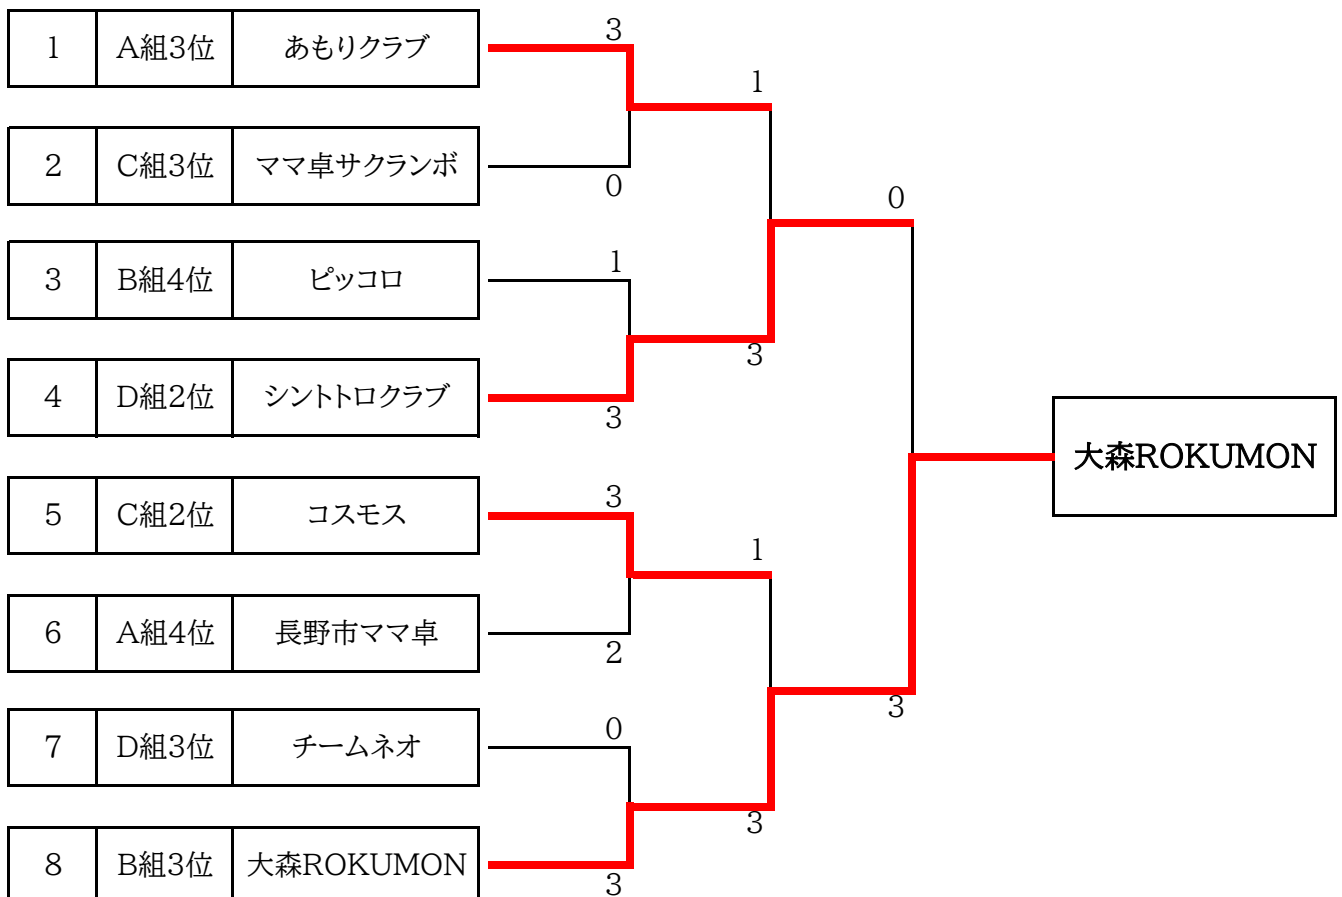 1 A組3位 あもりクラブ
3
1
2 C組3位 ママ卓サクランボ
0
0
3 B組4位 ピッコロ
1
3
4 D組2位 シントトロクラブ
3
大森ROKUMON
5 C組2位 コスモス
3
1
6 A組4位 長野市ママ卓
2
3
7 D組3位 チームネオ
0
3
8 B組3位 大森ROKUMON
3